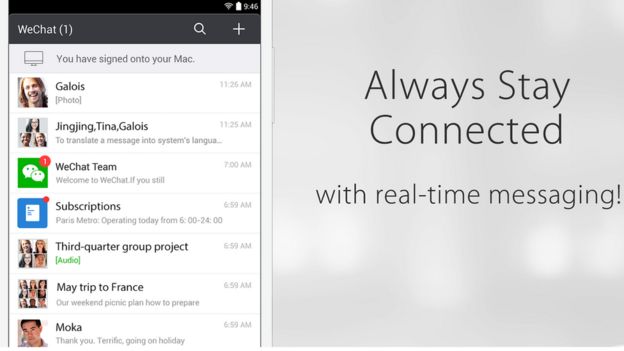 9:46
WeChat (1)
You have signed onto your Mac.
Galois 11:25 AM
[Photo]
Jingjing,Tina,Galois 11:25 AM
To translate a message into system's langua...
1
WeChat Team 7:00 AM
Welcome to WeChat.If you still
Subscriptions 6:59 AM
Paris Metro: Operating today from 6: 00–24: 00
Third-quarter group project 6:59 AM
[Audio]
May trip to France 6:59 AM
Our weekend picnic plan how to prepare
Moka 6:59 AM
Thank you. Terrific, going on holiday
Always Stay
Connected
with real-time messaging!